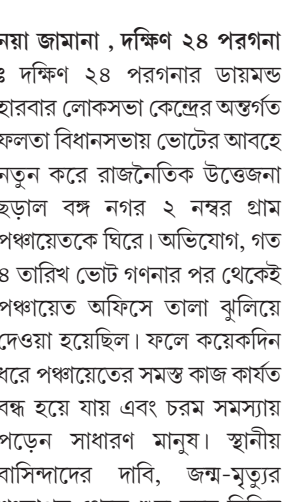 নয়া জামানা , দক্ষিণ ২৪ পরগনা
ঃ দক্ষিণ ২৪ পরগনার ডায়মন্ড
হারবার লোকসভা কেন্দ্রের অন্তর্গত
ফলতা বিধানসভায় ভোটের আবহে
নতুন করে রাজনৈতিক উত্তেজনা
ছড়াল বঙ্গ নগর ২ নম্বর গ্রাম
পঞ্চায়েতকে ঘিরে। অভিযোগ, গত
৪ তারিখ ভোট গণনার পর থেকেই
পঞ্চায়েত অফিসে তালা ঝুলিয়ে
দেওয়া হয়েছিল। ফলে কয়েকদিন
ধরে পঞ্চায়েতের সমস্ত কাজ কার্যত
বন্ধ হয়ে যায় এবং চরম সমস্যায়
পড়েন সাধারণ মানুষ। স্থানীয়
বাসিন্দাদের দাবি, জন্ম-মৃত্যুর